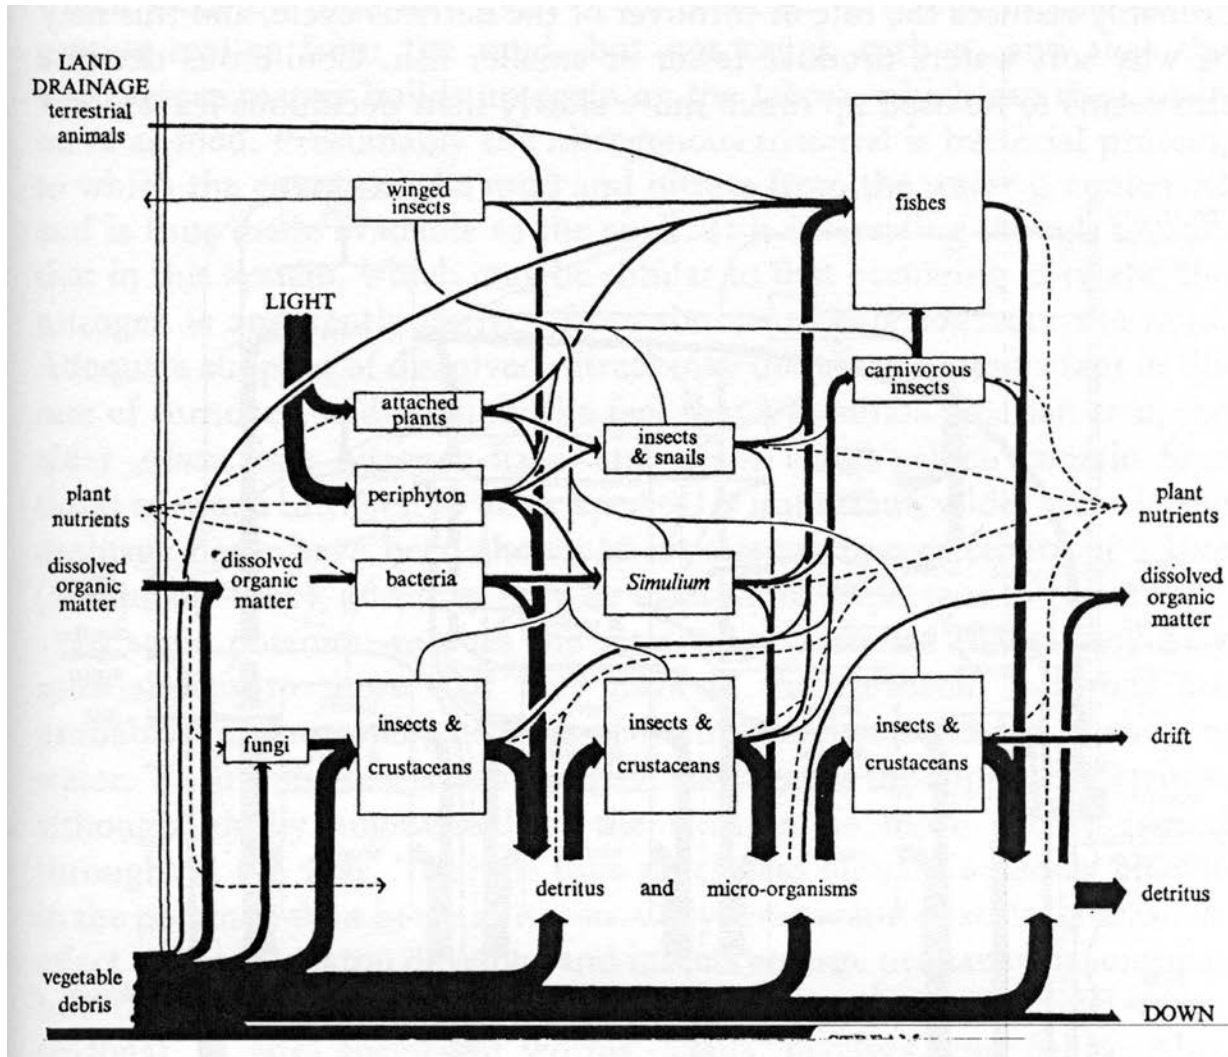 LAND
DRAINAGE
terrestrial
animals
winged
insects
fishes
LIGHT
attached
plants
carnivorous
insects
insects
& snails
plant
nutrients
periphyton
plant
nutrients
dissolved
organic
matter
dissolved
organic
matter
bacteria
Simulium
dissolved
organic
matter
fungi
insects &
crustaceans
insects &
crustaceans
insects &
crustaceans
drift
detritus and micro-organisms
detritus
vegetable
debris
DOWN